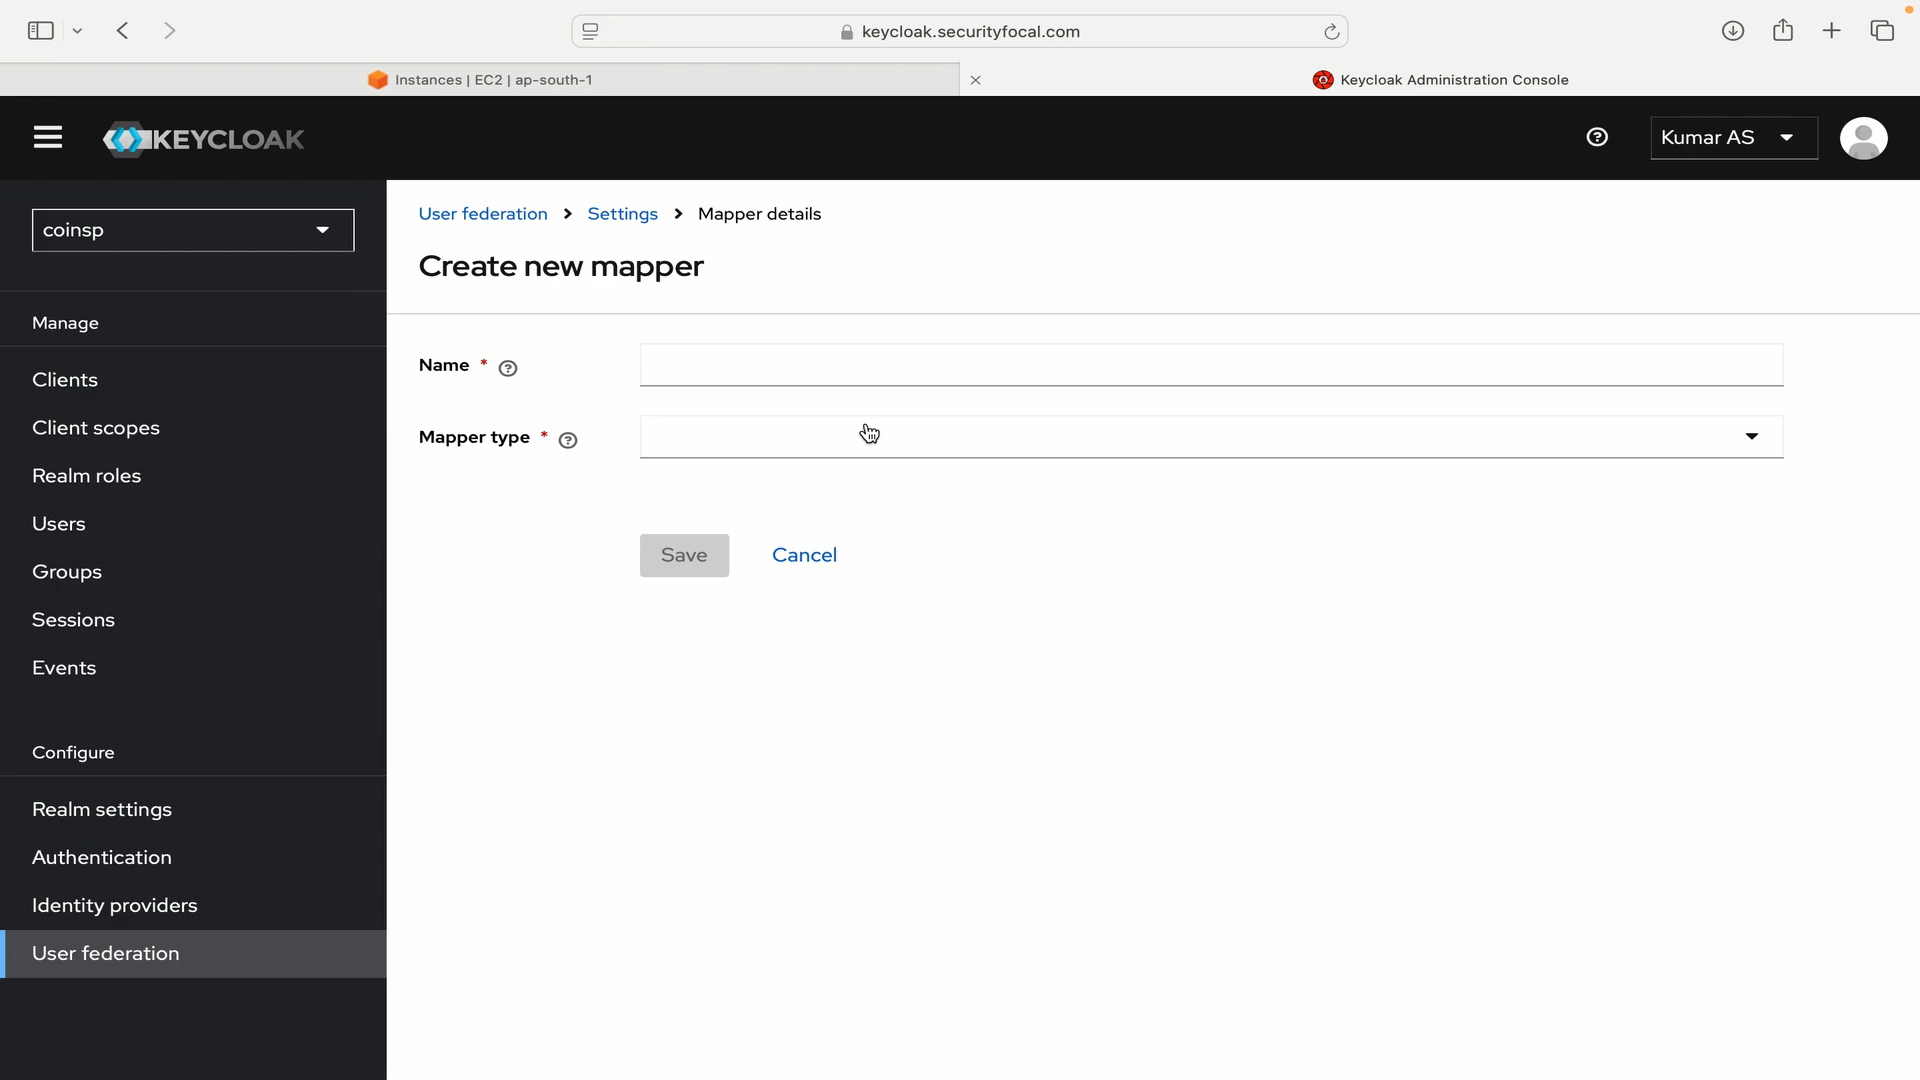 keycloak.securityfocal.com
Instances | EC2 | ap-south-1
Keycloak Administration Console
KEYCLOAK
Kumar AS
coinsp
Manage
Clients
Client scopes
Realm roles
Users
Groups
Sessions
Events
Configure
Realm settings
Authentication
Identity providers
User federation
User federation > Settings > Mapper details
Create new mapper
Name *
Mapper type *
Save
Cancel